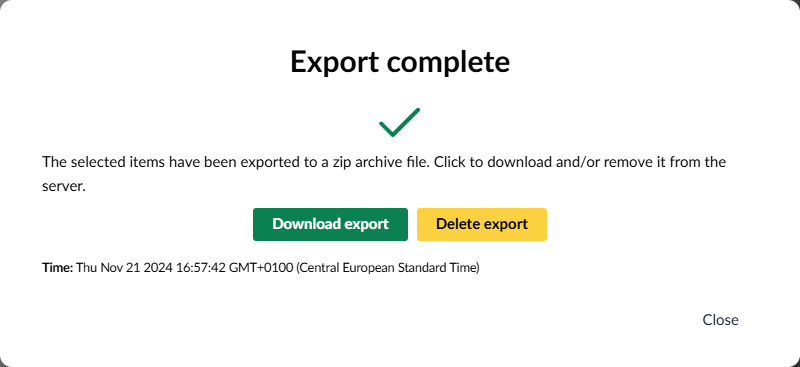 Export complete
The selected items have been exported to a zip archive file. Click to download and/or remove it from the
server.
Download export
Delete export
Time: Thu Nov 21 2024 16:57:42 GMT+0100 (Central European Standard Time)
Close